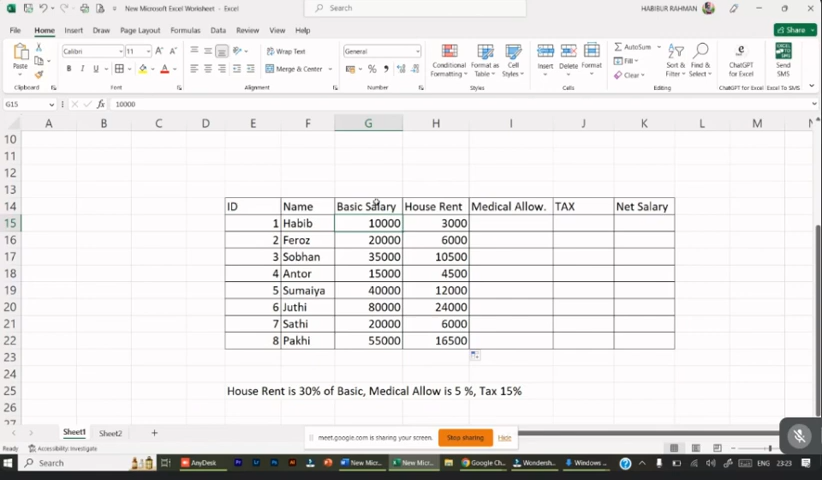 New Microsoft Excel Worksheet - Excel
Search
HABIBUR RAHMAN
File Home Insert Draw Page Layout Formulas Data Review View Help
Share
Calibri 11
Wrap Text
General
AutoSum
Paste
B I U
Merge & Center
Conditional Formatting
Format as Table
Cell Styles
Insert Delete Format
Fill
Clear
Sort & Filter
Find & Select
ChatGPT for Excel
Send SMS
Clipboard Font Alignment Number Styles Cells Editing ChatGPT for Excel Excel To SMS
G15 fx 10000
A B C D E F G H I J K L M N
10
11
12
13
14 ID Name Basic Salary House Rent Medical Allow. TAX Net Salary
15 1 Habib 10000 3000
16 2 Feroz 20000 6000
17 3 Sobhan 35000 10500
18 4 Antor 15000 4500
19 5 Sumaiya 40000 12000
20 6 Juthi 80000 24000
21 7 Sathi 20000 6000
22 8 Pakhi 55000 16500
23
24
25 House Rent is 30% of Basic, Medical Allow is 5 %, Tax 15%
26
27
Sheet1 Sheet2
meet.google.com is sharing your screen. Stop sharing Hide
Ready Accessibility: Investigate
100%
Search AnyDesk New Micr... New Micr... Google Ch... Wondersh... Windows ... ENG 23:23